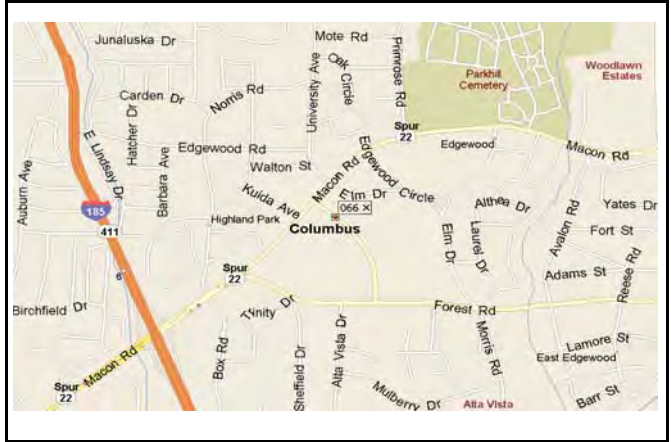 Junaluska Dr
Mote Rd
Primrose Rd
Oak Circle
University Ave
Parkhill
Cemetery
Woodlawn
Estates
Carden Dr
Norris Rd
Hatcher Dr
E Lindsay Dr
Barbara Ave
Auburn Ave
Edgewood Rd
Walton St
Spur
22
Edgewood
Macon Rd
Macon Rd
Edgewood Circle
Elm Dr
Kuida Ave
Highland Park
066 ×
Columbus
185
411
6
Althea Dr
Yates Dr
Avalon Rd
Fort St
Elm Dr
Laurel Dr
Adams St
Reese Rd
Spur
22
Birchfield Dr
Trinity Dr
Forest Rd
Morris Rd
Lamore St
East Edgewood
Box Rd
Sheffield Dr
Alta Vista Dr
Macon Rd
Spur
22
Mulberry Dr
Alta Vista
Barr St